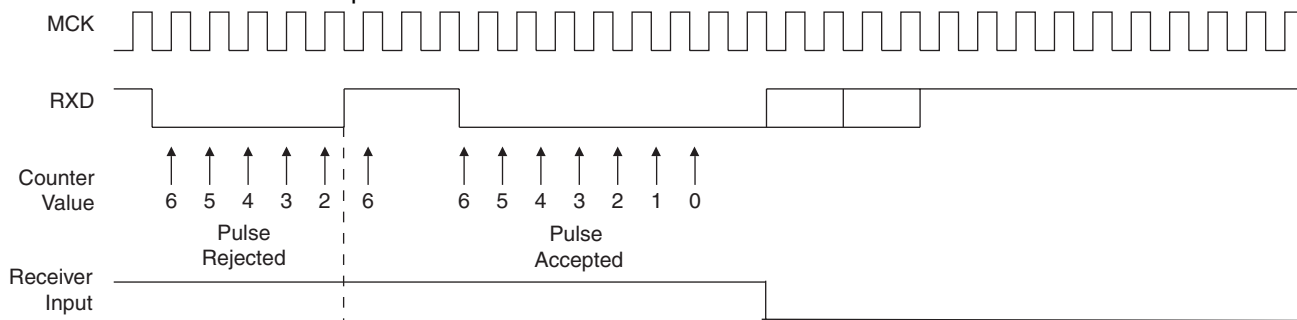 MCK
RXD
Counter
Value
6 5 4 3 2 6 6 5 4 3 2 1 0
Pulse
Rejected
Pulse
Accepted
Receiver
Input